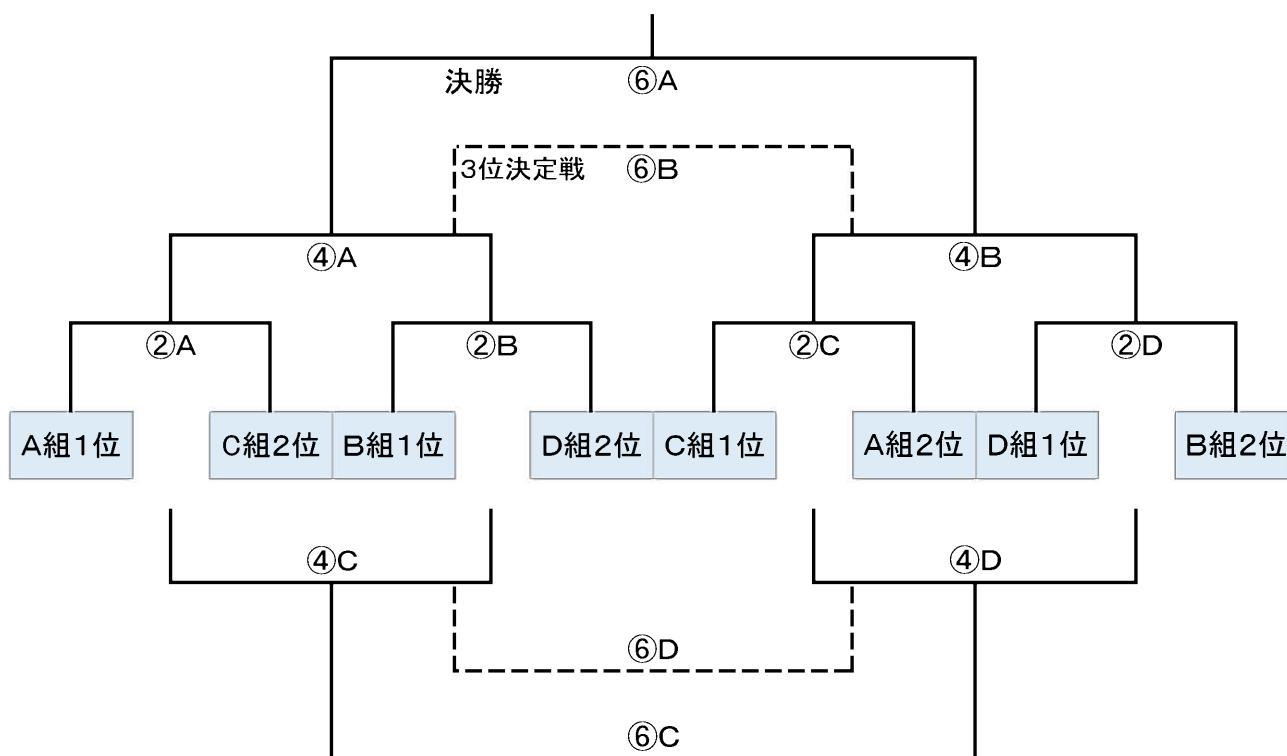 決勝 ⑥A
3位決定戦 ⑥B
④A ④B
②A ②B ②C ②D
A組1位 C組2位 B組1位 D組2位 C組1位 A組2位 D組1位 B組2位
④C ④D
⑥D
⑥C